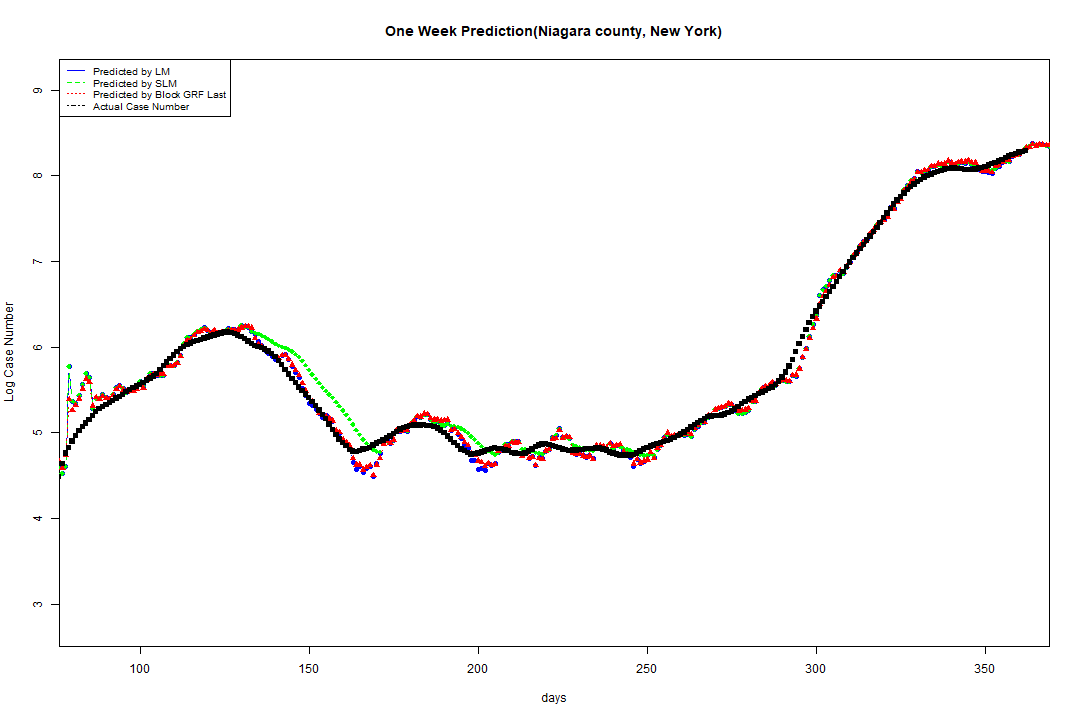 One Week Prediction(Niagara county, New York)
Predicted by LM
Predicted by SLM
Predicted by Block GRF Last
Actual Case Number
9
8
7
6
5
4
3
Log Case Number
100 150 200 250 300 350
days